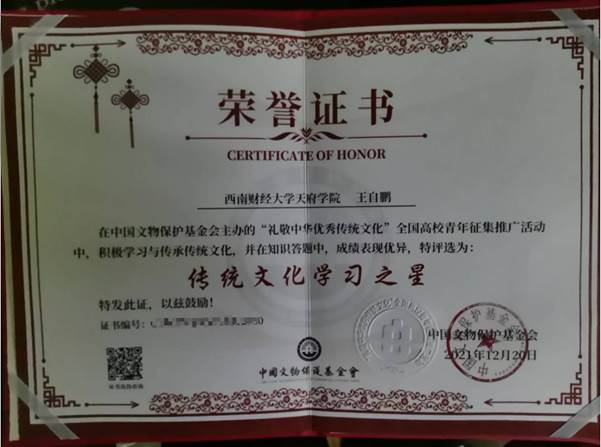 荣誉证书
CERTIFICATE OF HONOR
西南财经大学天府学院 王自鹏
在中国文物保护基金会主办的“礼敬中华优秀传统文化”全国高校青年征集推广活动
中，积极学习与传承传统文化，并在知识答题中，成绩表现优异，特评选为：
传统文化学习之星
特发此证，以兹鼓励！
证书编号：
中国文物保护基金会
2021年12月20日
中國文物保護基金會